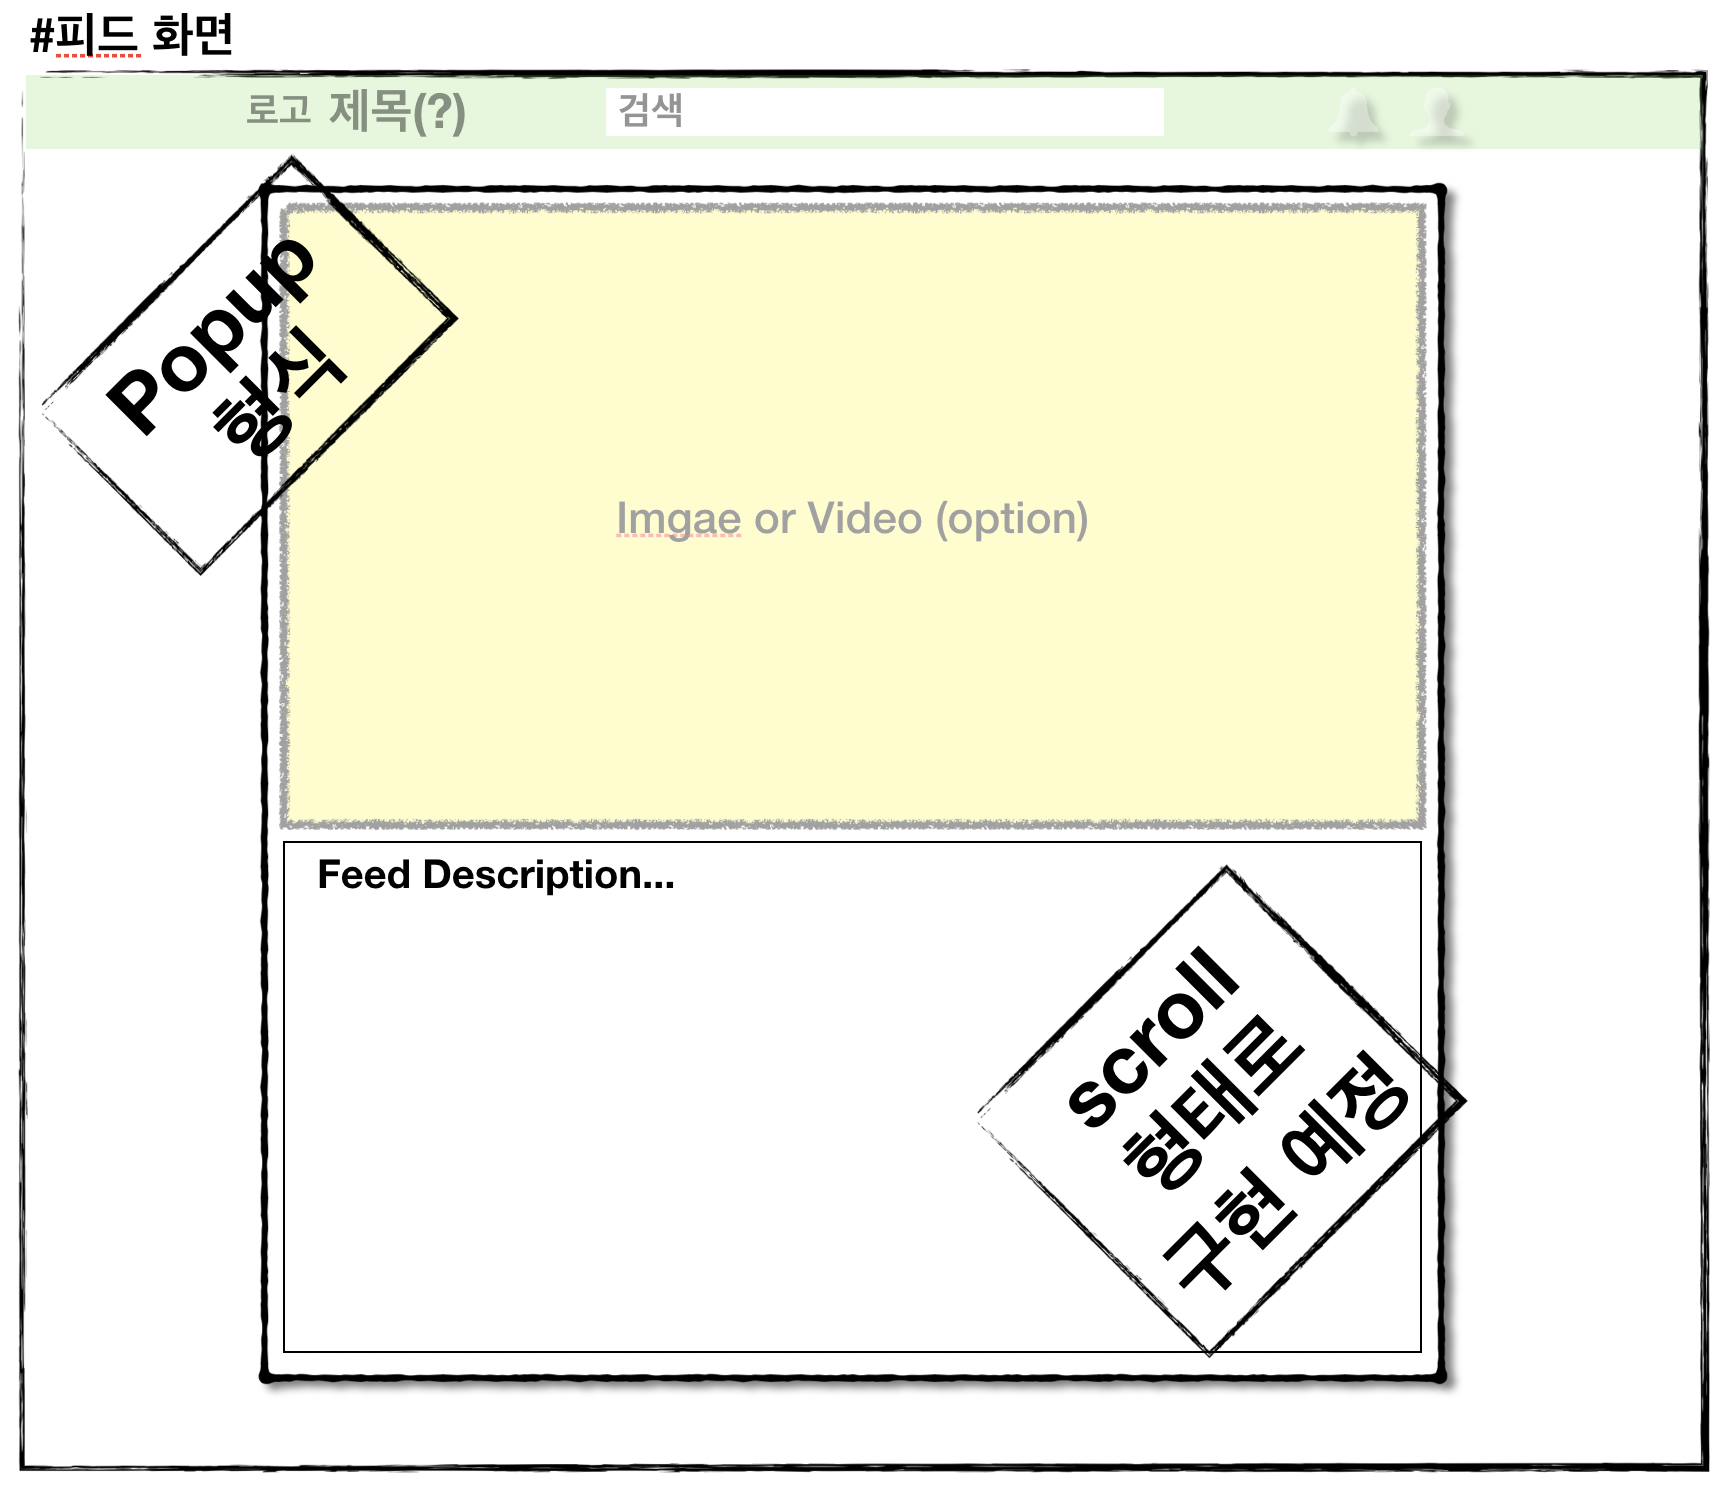 #피드 화면
로고 제목(?) 검색
Popup
형식
Imgae or Video (option)
Feed Description...
scroll
형태로
구현 예정